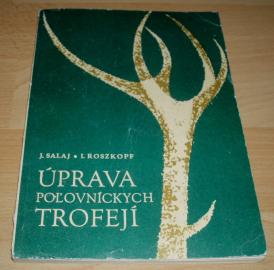 J. SALAJ • I. ROSZKOPF
ÚPRAVA
POĽOVNÍCKYCH
TROFEJÍ